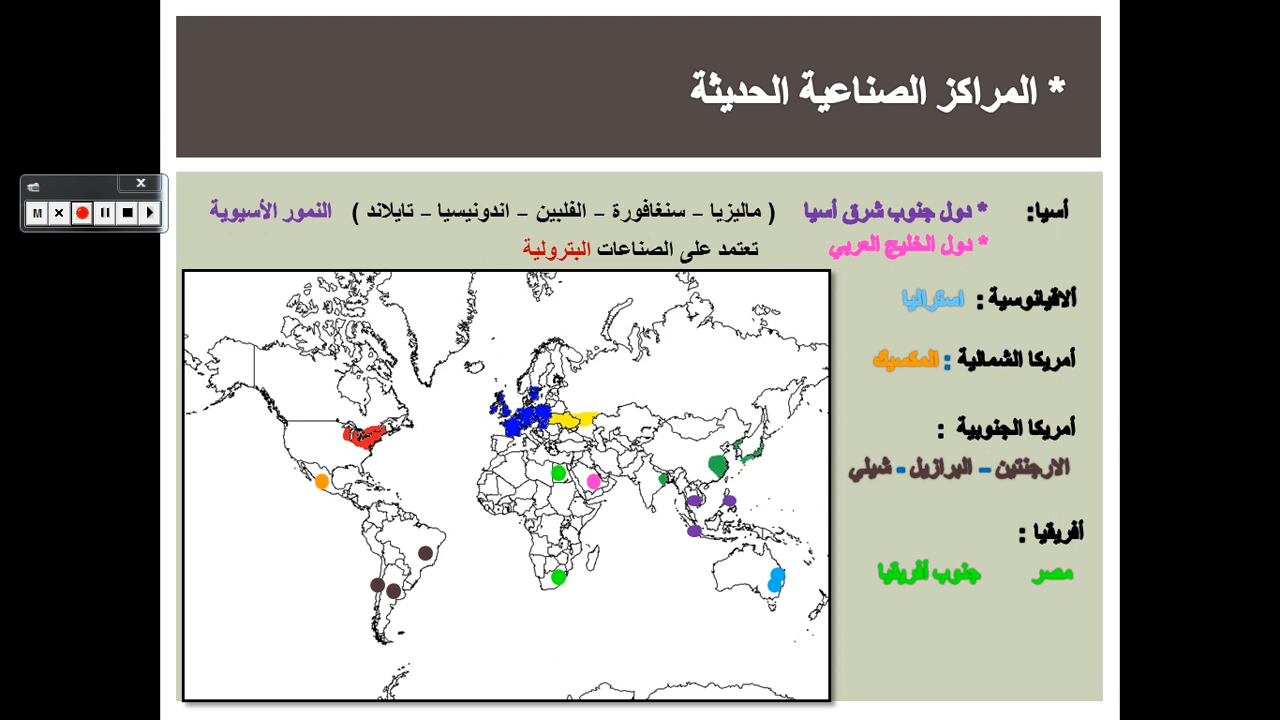 * المراكز الصناعية الحديثة
أسيا: * دول جنوب شرق أسيا ( ماليزيا – سنغافورة – الفلبين – اندونيسيا – تايلاند ) النمور الأسيوية
* دول الخليج العربي تعتمد على الصناعات البترولية
ألاقيانوسية : استراليا
أمريكا الشمالية : المكسيك
أمريكا الجنوبية :
الارجنتين – البرازيل - شيلي
أفريقيا :
مصر جنوب أفريقيا
M